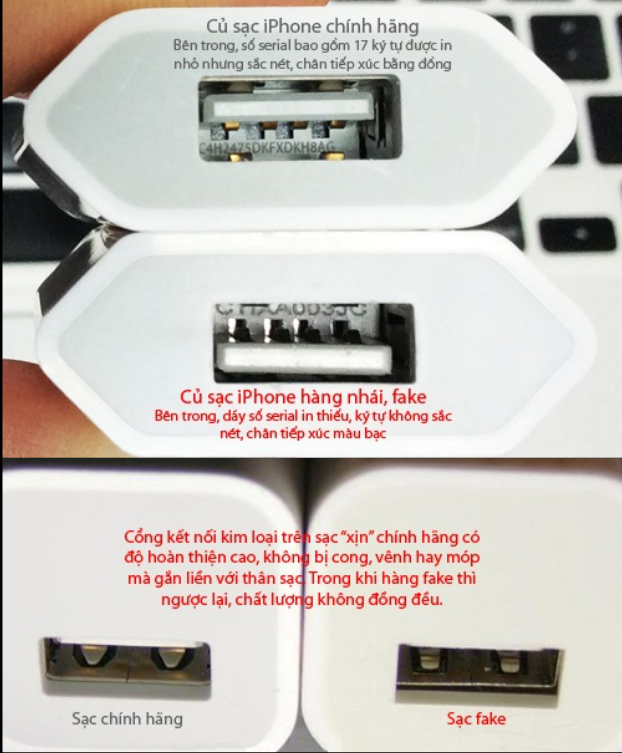 Củ sạc iPhone chính hãng
Bên trong, số serial bao gồm 17 ký tự được in
nhỏ nhưng sắc nét, chân tiếp xúc bằng đồng
C4H2475DKFXDKH8AG
Củ sạc iPhone hàng nhái, fake
Bên trong, dãy số serial in thiếu, ký tự không sắc
nét, chân tiếp xúc màu bạc
Cổng kết nối kim loại trên sạc “xịn” chính hãng có
độ hoàn thiện cao, không bị cong, vênh hay móp
mà gắn liền với thân sạc. Trong khi hàng fake thì
ngược lại, chất lượng không đồng đều.
Sạc chính hãng
Sạc fake